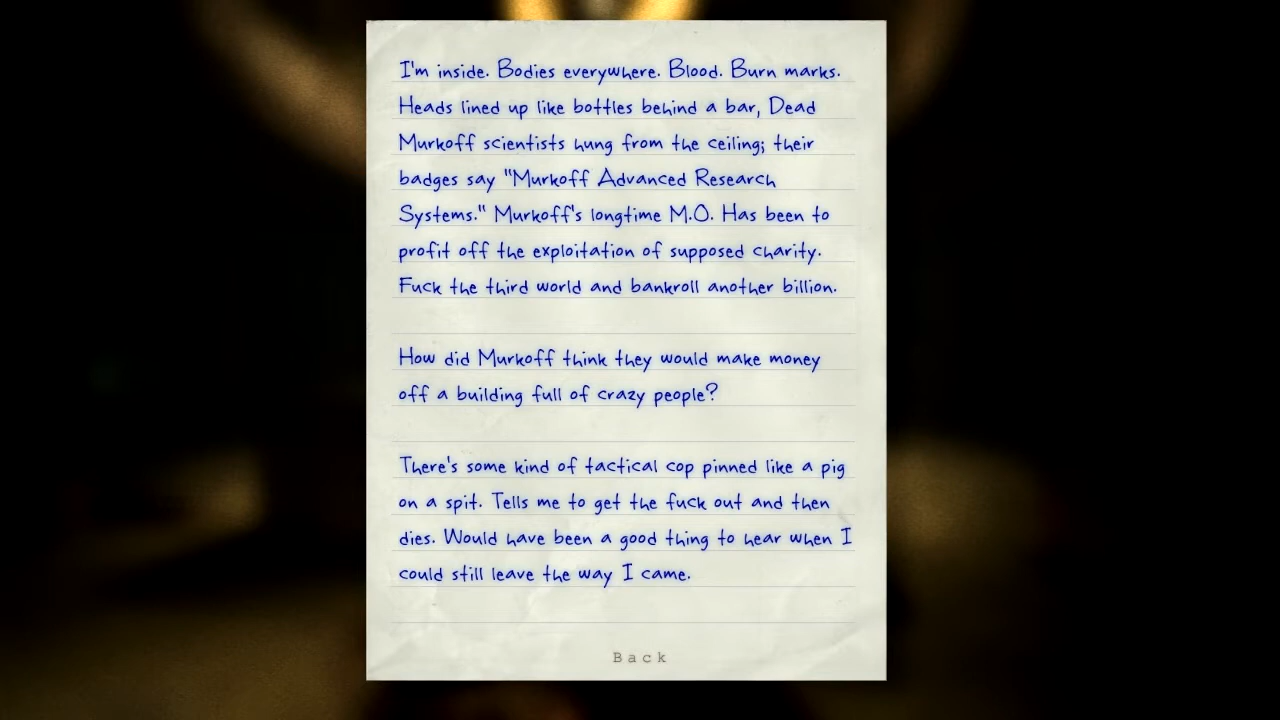 I'm inside. Bodies everywhere. Blood. Burn marks.
Heads lined up like bottles behind a bar, Dead
Murkoff scientists hung from the ceiling; their
badges say "Murkoff Advanced Research
Systems." Murkoff's longtime M.O. Has been to
profit off the exploitation of supposed charity.
Fuck the third world and bankroll another billion.
How did Murkoff think they would make money
off a building full of crazy people?
There's some kind of tactical cop pinned like a pig
on a spit. Tells me to get the fuck out and then
dies. Would have been a good thing to hear when I
could still leave the way I came.
Back